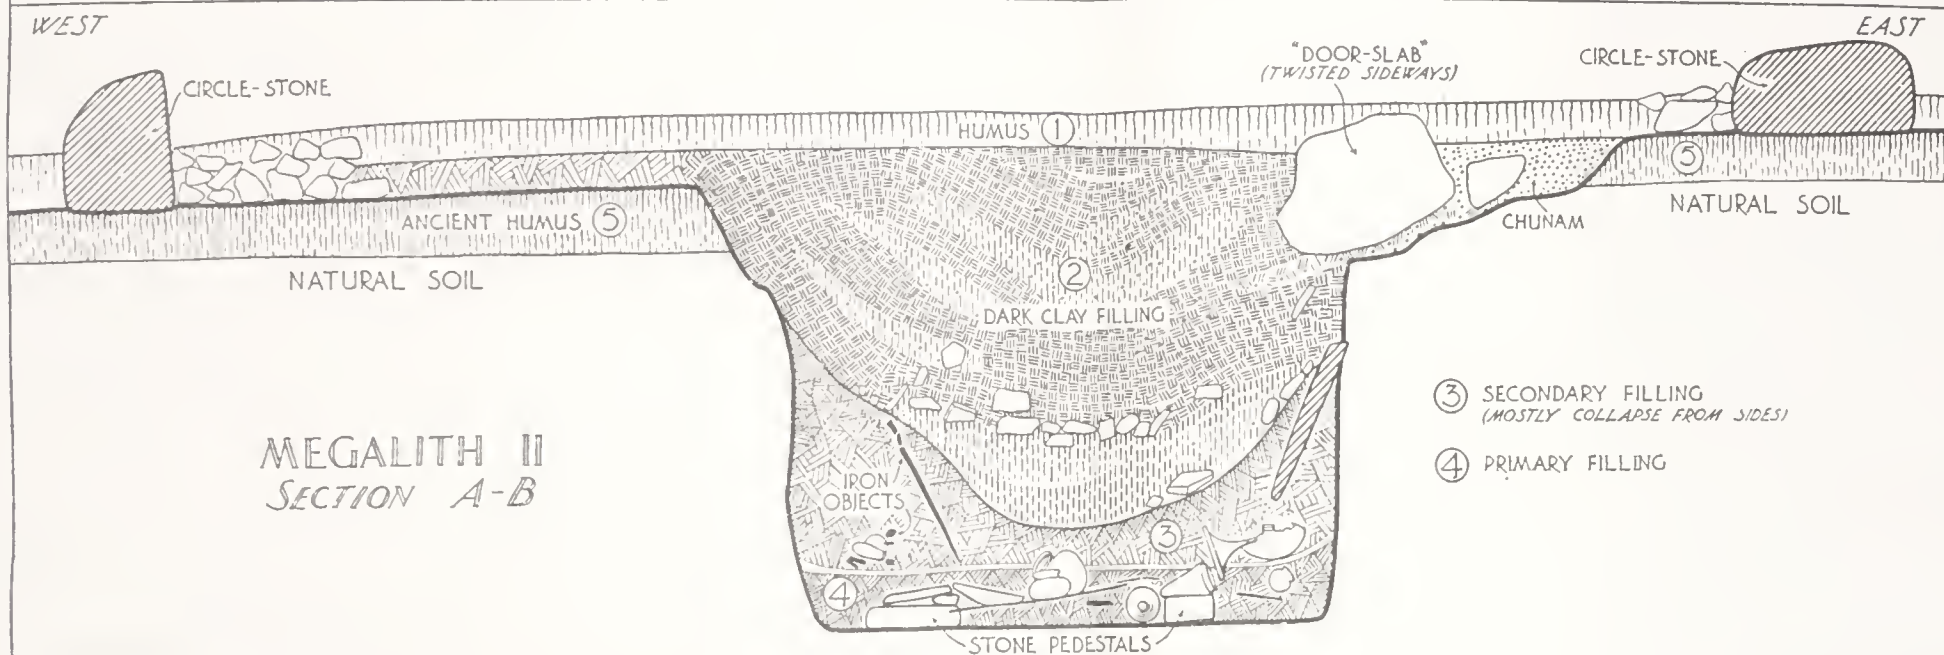 WEST
EAST
"DOOR-SLAB"
(TWISTED SIDEWAYS)
CIRCLE-STONE
CIRCLE-STONE
HUMUS 1
5
ANCIENT HUMUS 5
NATURAL SOIL
CHUNAM
NATURAL SOIL
2
DARK CLAY FILLING
3 SECONDARY FILLING
(MOSTLY COLLAPSE FROM SIDES)
4 PRIMARY FILLING
MEGALITH II
SECTION A-B
IRON
OBJECTS
3
4
STONE PEDESTALS